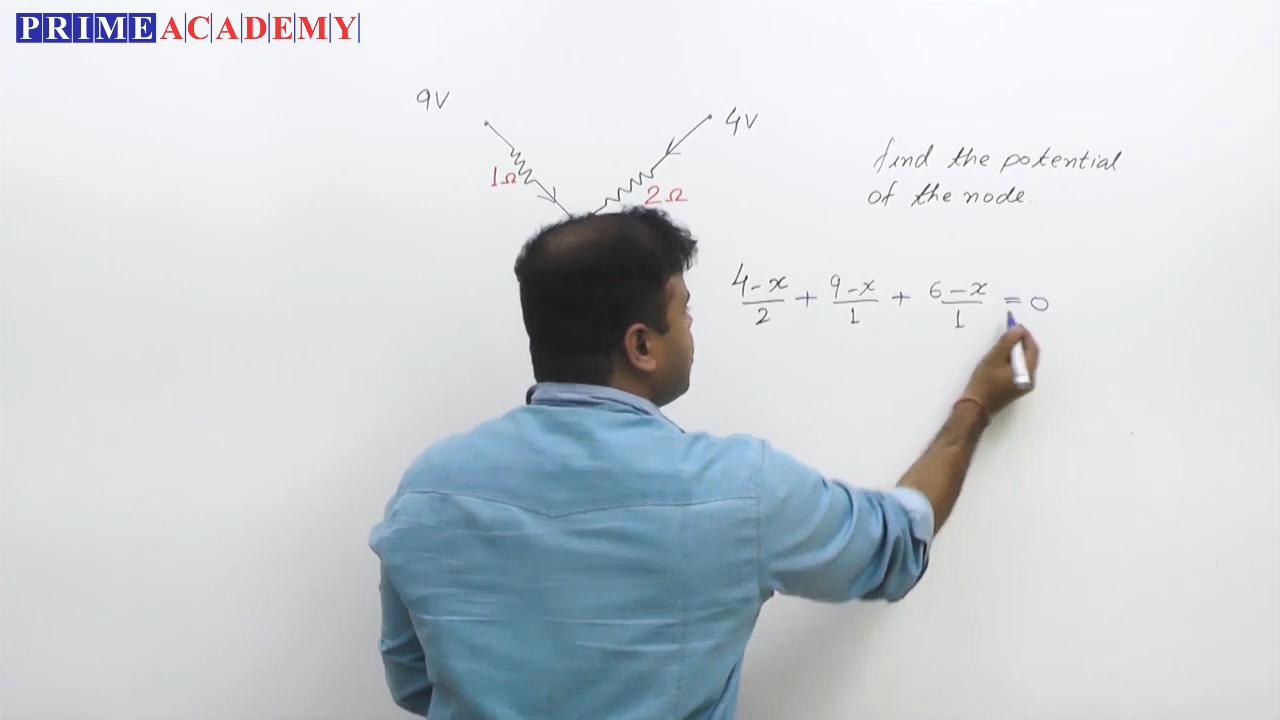 PRIME ACADEMY
9V
4V
1Ω
2Ω
find the potential
of the node.
4-x/2 + 9-x/1 + 6-x/1 = 0